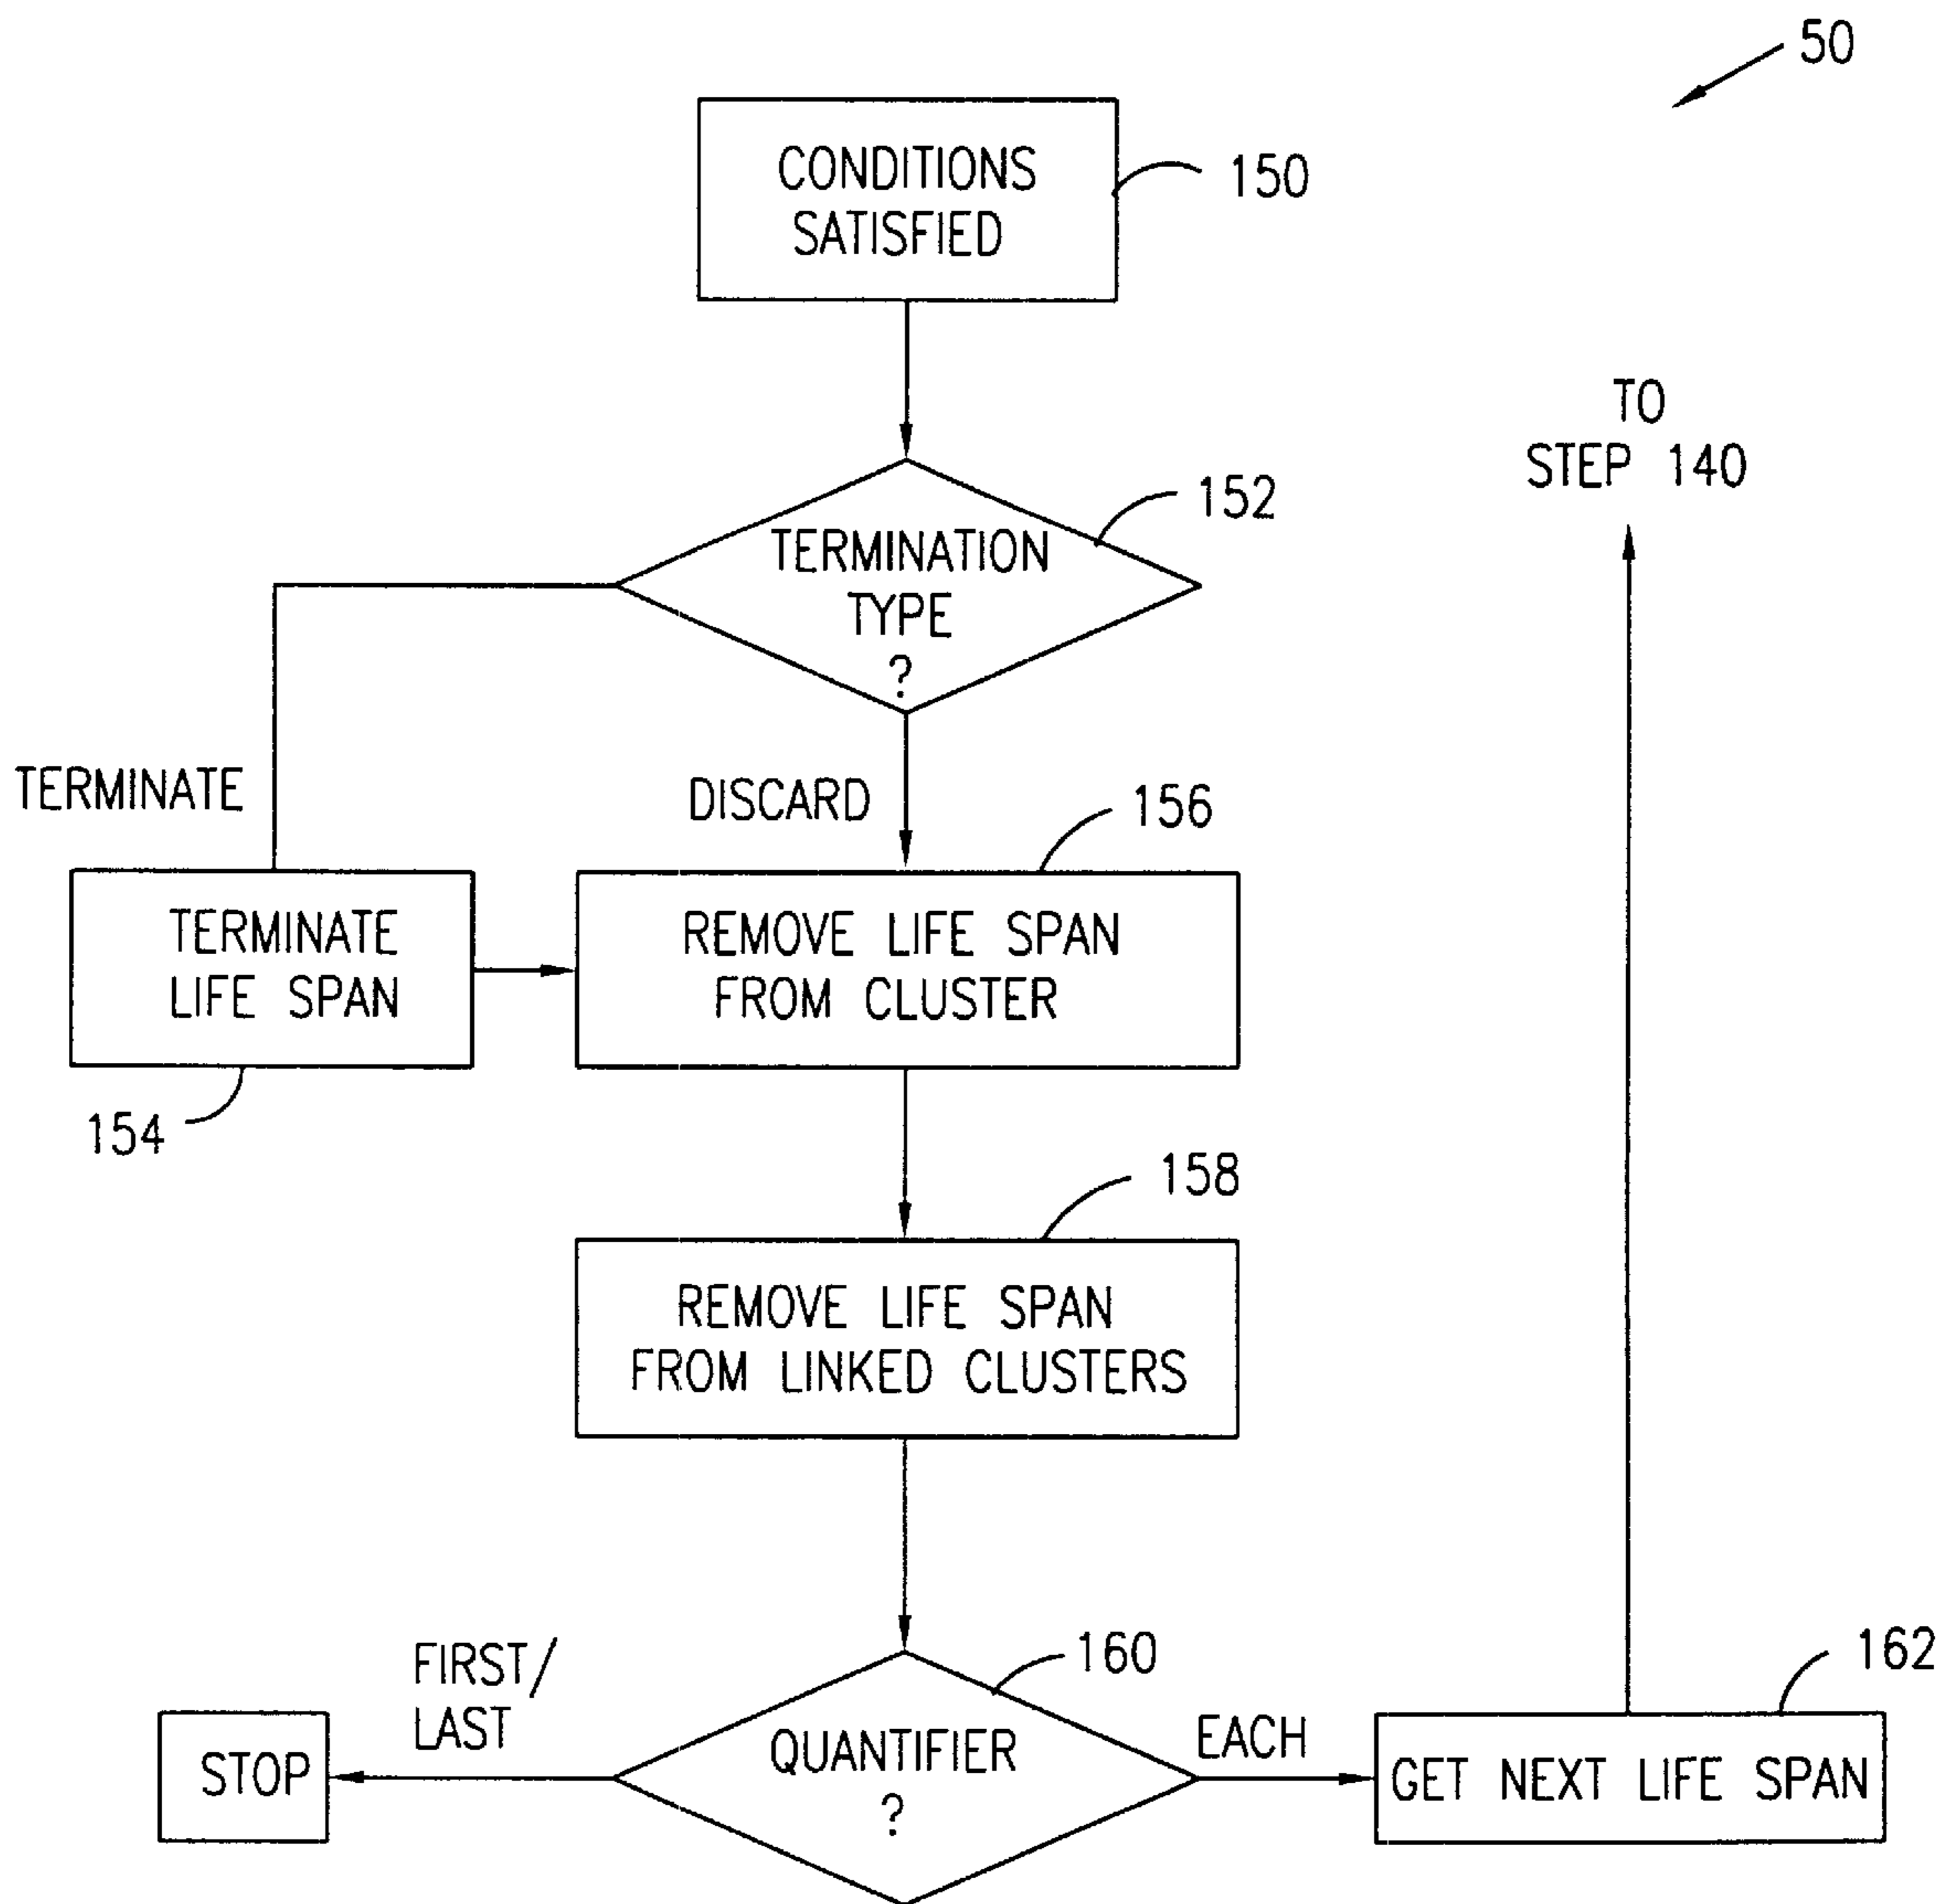 50
CONDITIONS
SATISFIED
150
TO
STEP 140
152
TERMINATION
TYPE
?
TERMINATE
DISCARD
156
TERMINATE
LIFE SPAN
REMOVE LIFE SPAN
FROM CLUSTER
154
158
REMOVE LIFE SPAN
FROM LINKED CLUSTERS
160
162
FIRST/
LAST
STOP
QUANTIFIER
?
EACH
GET NEXT LIFE SPAN